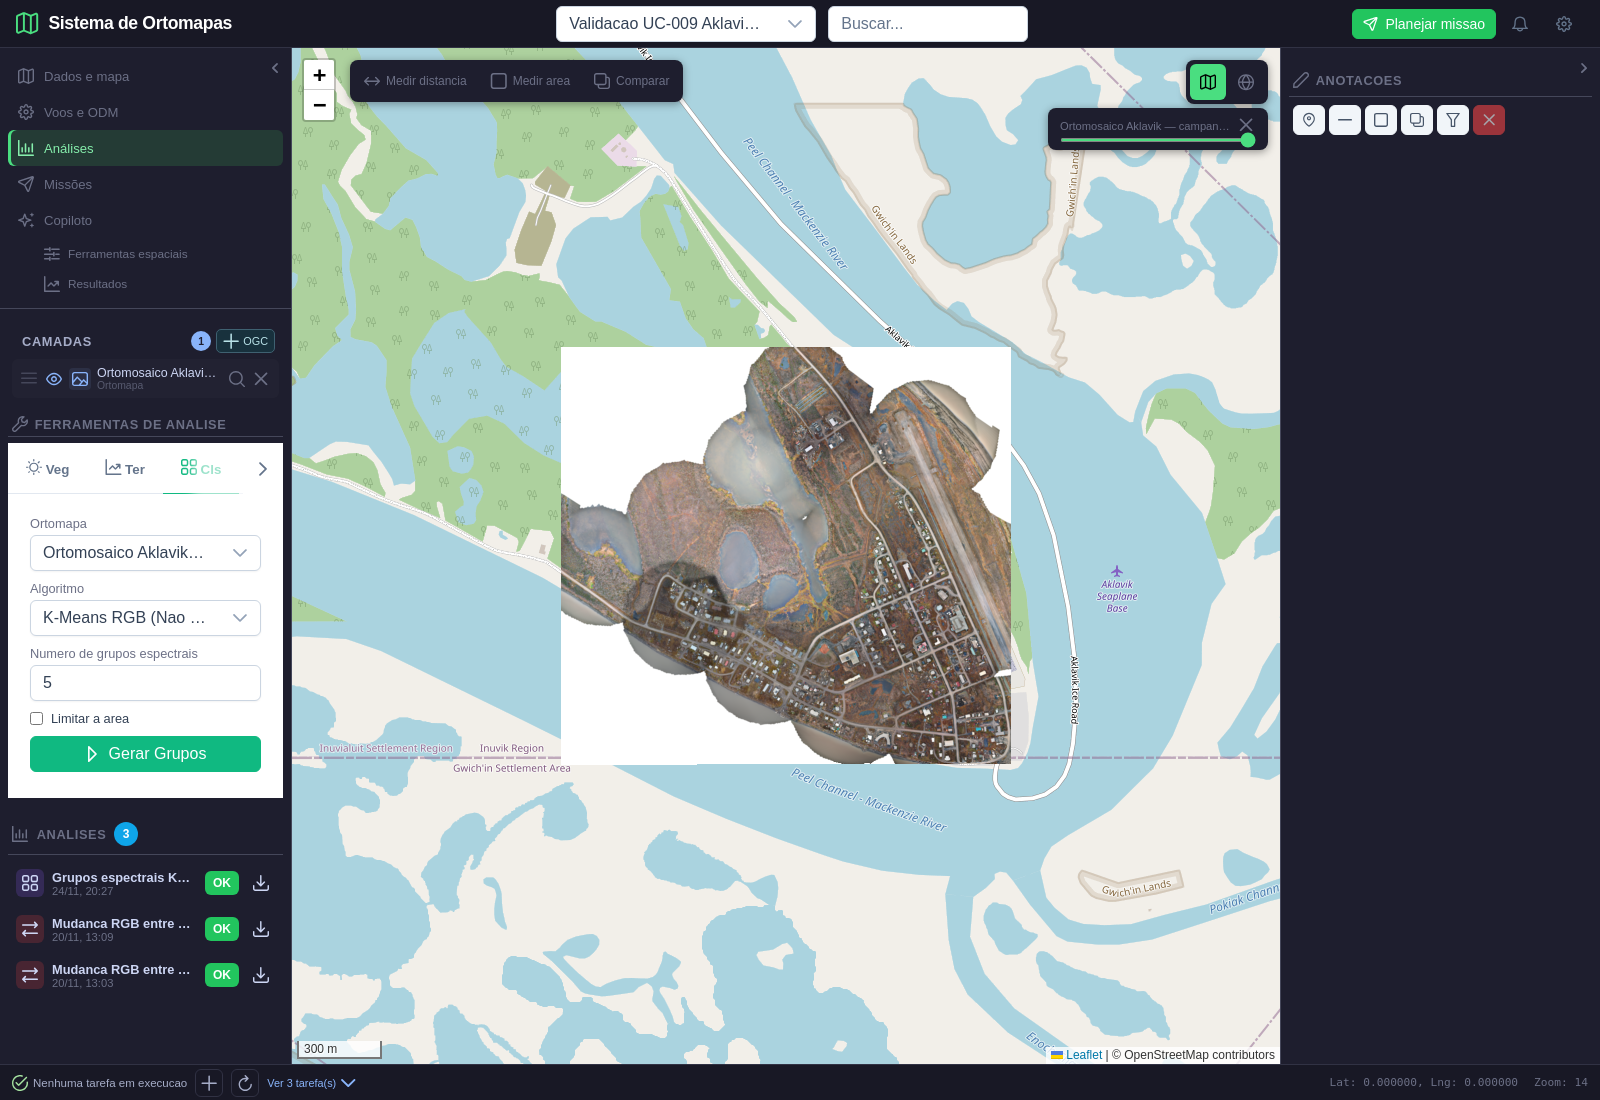 Sistema de Ortomapas
Validacao UC-009 Aklavi…
Buscar...
Planejar missao
Dados e mapa
Voos e ODM
Análises
Missões
Copiloto
Ferramentas espaciais
Resultados
CAMADAS
1
OGC
Ortomosaico Aklavi…
Ortomapa
FERRAMENTAS DE ANALISE
Veg
Ter
Cls
Ortomapa
Ortomosaico Aklavik…
Algoritmo
K-Means RGB (Nao …
Numero de grupos espectrais
5
Limitar a area
Gerar Grupos
ANALISES
3
Grupos espectrais K…
24/11, 20:27
OK
Mudanca RGB entre …
20/11, 13:09
OK
Mudanca RGB entre …
20/11, 13:03
OK
+
−
Medir distancia
Medir area
Comparar
Ortomosaico Aklavik — campan…
Peel Channel - Mackenzie River
Gwich'in Lands
Gwich'in Lands
Aklavik
Aklavik
Seaplane
Base
Aklavik Ice Road
Inuvialuit Settlement Region
Inuvik Region
Gwich'in Settlement Area
Peel Channel - Mackenzie River
Gwich'in Lands
Pokiak Chann
Enoc
300 m
Leaflet | © OpenStreetMap contributors
ANOTACOES
Nenhuma tarefa em execucao
Ver 3 tarefa(s)
Lat: 0.000000, Lng: 0.000000
Zoom: 14